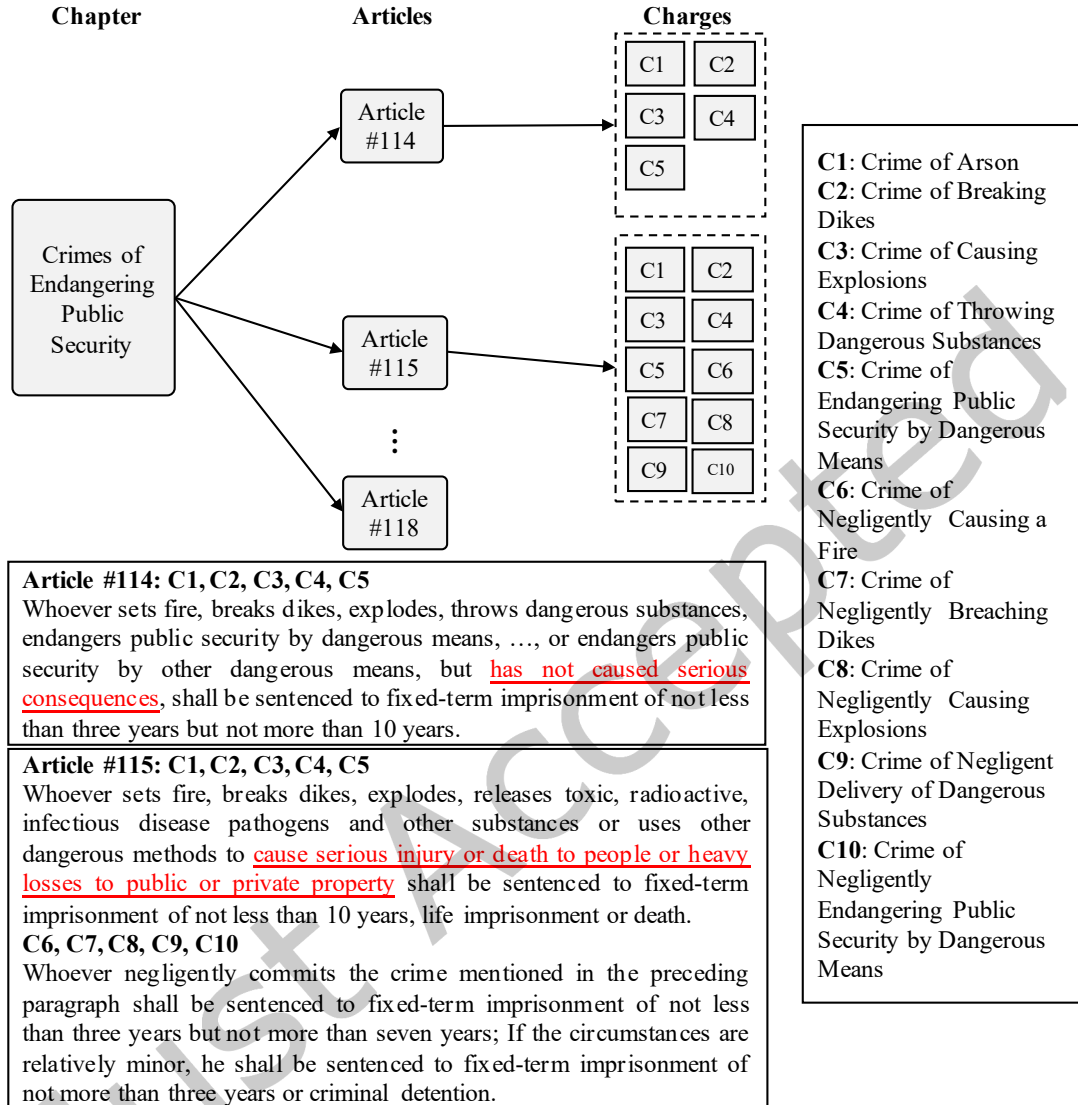 Chapter
Articles
Charges
Crimes of
Endangering
Public
Security
Article
#114
Article
#115
⋮
Article
#118
C1
C2
C3
C4
C5
C1
C2
C3
C4
C5
C6
C7
C8
C9
C10
C1: Crime of Arson
C2: Crime of Breaking
Dikes
C3: Crime of Causing
Explosions
C4: Crime of Throwing
Dangerous Substances
C5: Crime of
Endangering Public
Security by Dangerous
Means
C6: Crime of
Negligently Causing a
Fire
C7: Crime of
Negligently Breaching
Dikes
C8: Crime of
Negligently Causing
Explosions
C9: Crime of Negligent
Delivery of Dangerous
Substances
C10: Crime of
Negligently
Endangering Public
Security by Dangerous
Means
Article #114: C1, C2, C3, C4, C5
Whoever sets fire, breaks dikes, explodes, throws dangerous substances,
endangers public security by dangerous means, …, or endangers public
security by other dangerous means, but has not caused serious
consequences, shall be sentenced to fixed-term imprisonment of not less
than three years but not more than 10 years.
Article #115: C1, C2, C3, C4, C5
Whoever sets fire, breaks dikes, explodes, releases toxic, radioactive,
infectious disease pathogens and other substances or uses other
dangerous methods to cause serious injury or death to people or heavy
losses to public or private property shall be sentenced to fixed-term
imprisonment of not less than 10 years, life imprisonment or death.
C6, C7, C8, C9, C10
Whoever negligently commits the crime mentioned in the preceding
paragraph shall be sentenced to fixed-term imprisonment of not less
than three years but not more than seven years; If the circumstances are
relatively minor, he shall be sentenced to fixed-term imprisonment of
not more than three years or criminal detention.
ust Accepted